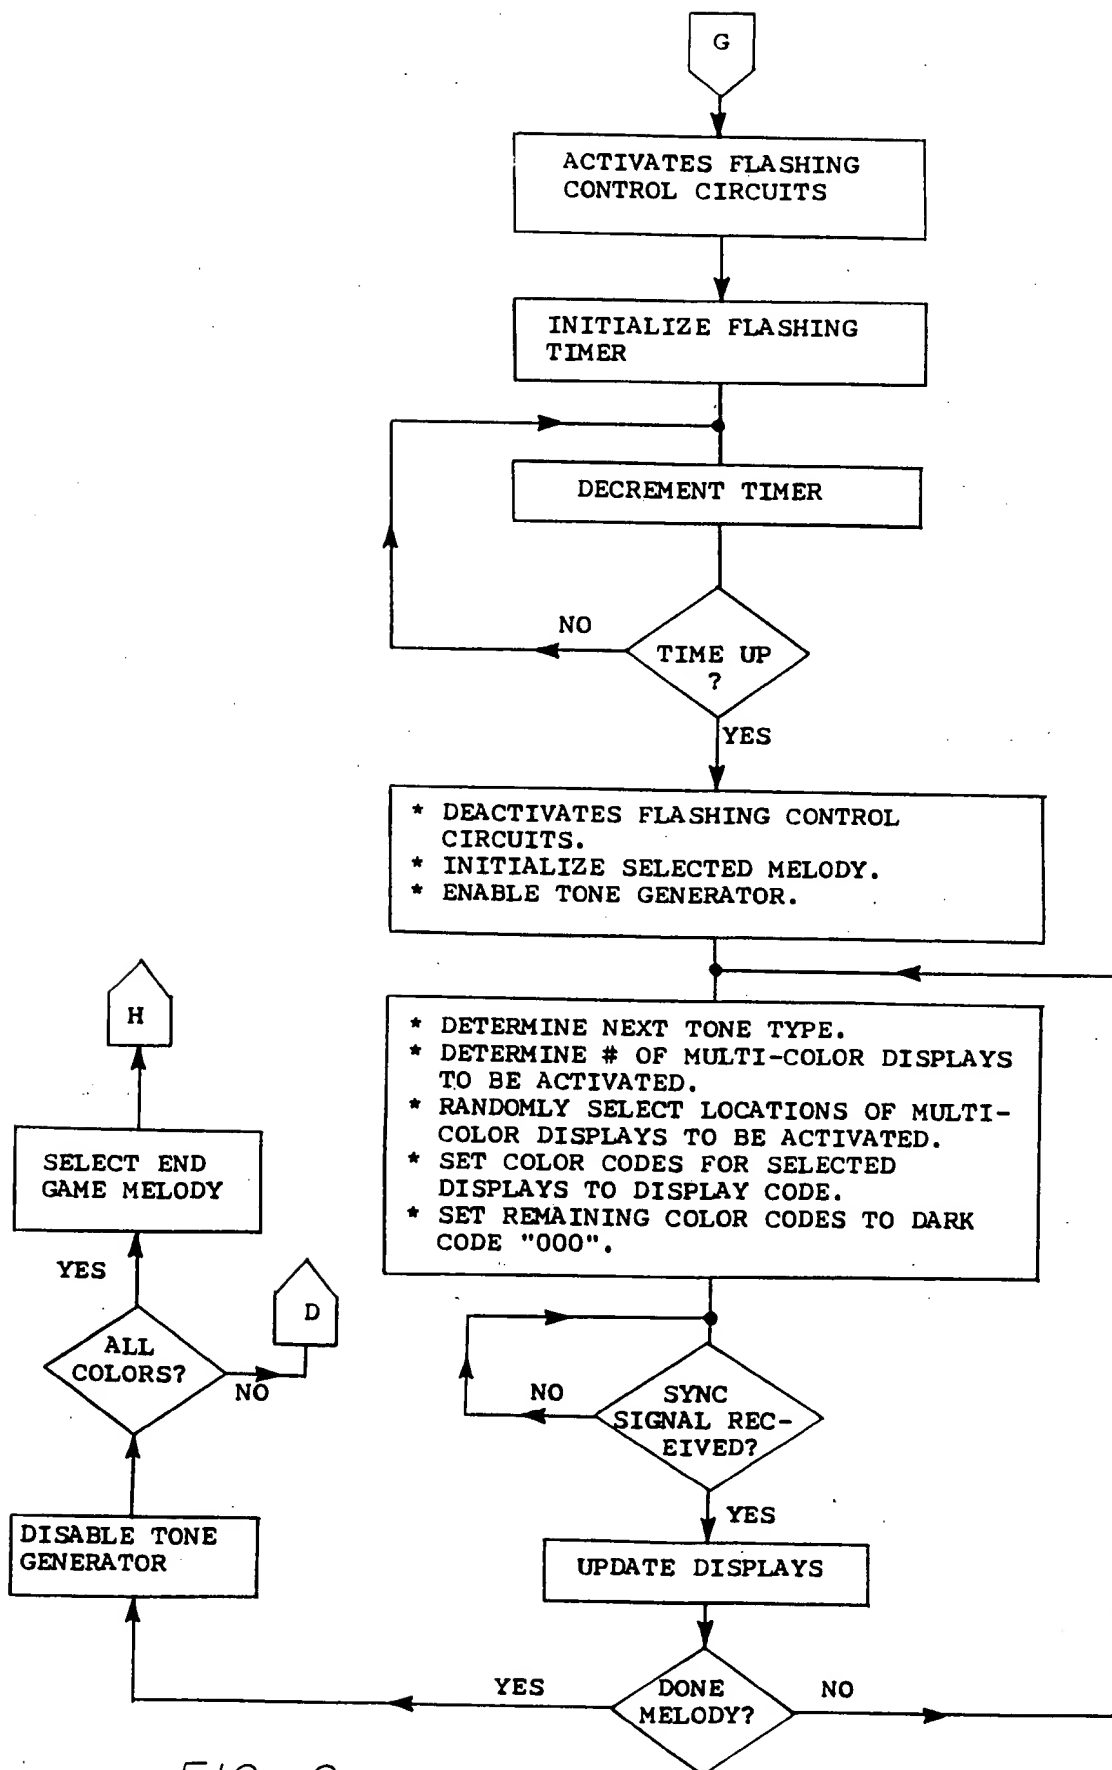 G
ACTIVATES FLASHING
CONTROL CIRCUITS
INITIALIZE FLASHING
TIMER
DECREMENT TIMER
NO
TIME UP
?
YES
* DEACTIVATES FLASHING CONTROL
CIRCUITS.
* INITIALIZE SELECTED MELODY.
* ENABLE TONE GENERATOR.
H
* DETERMINE NEXT TONE TYPE.
* DETERMINE # OF MULTI-COLOR DISPLAYS
TO BE ACTIVATED.
* RANDOMLY SELECT LOCATIONS OF MULTI-
COLOR DISPLAYS TO BE ACTIVATED.
* SET COLOR CODES FOR SELECTED
DISPLAYS TO DISPLAY CODE.
* SET REMAINING COLOR CODES TO DARK
CODE "000".
SELECT END
GAME MELODY
YES
D
ALL
COLORS?
NO
NO
SYNC
SIGNAL REC-
EIVED?
YES
DISABLE TONE
GENERATOR
UPDATE DISPLAYS
YES
DONE
MELODY?
NO